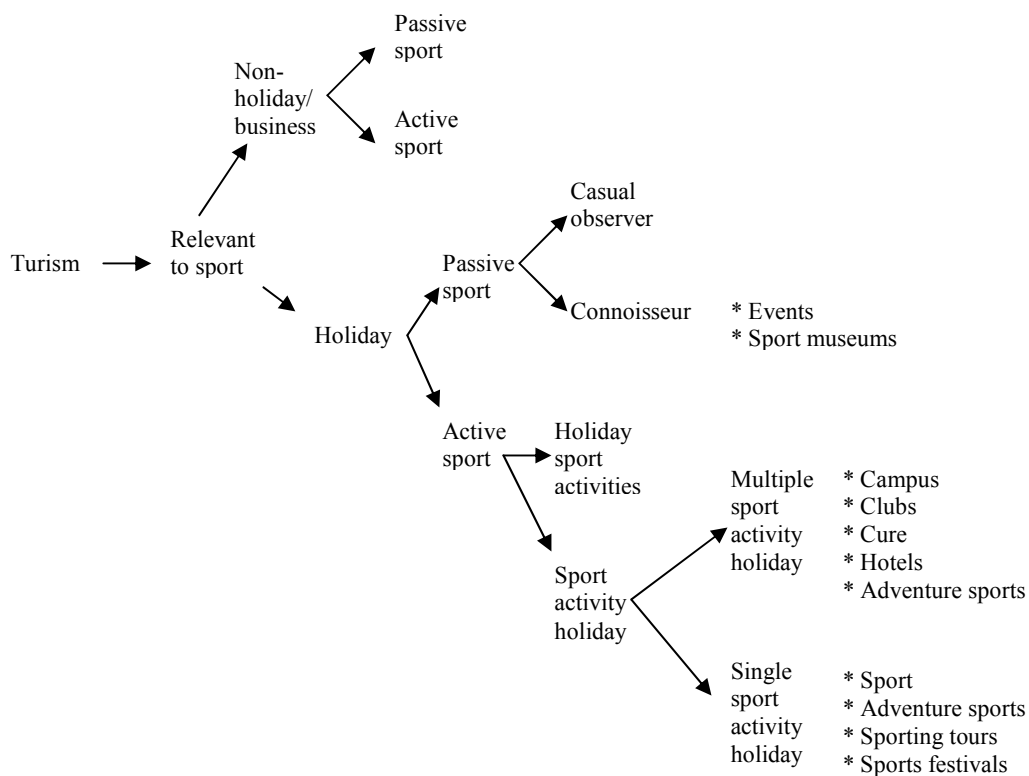 Passive
sport
Non-
holiday/
business
Active
sport
Casual
observer
Turism
Relevant
to sport
Passive
sport
Connoisseur
* Events
* Sport museums
Holiday
Active
sport
Holiday
sport
activities
Multiple
sport
activity
holiday
* Campus
* Clubs
* Cure
* Hotels
* Adventure sports
Sport
activity
holiday
Single
sport
activity
holiday
* Sport
* Adventure sports
* Sporting tours
* Sports festivals